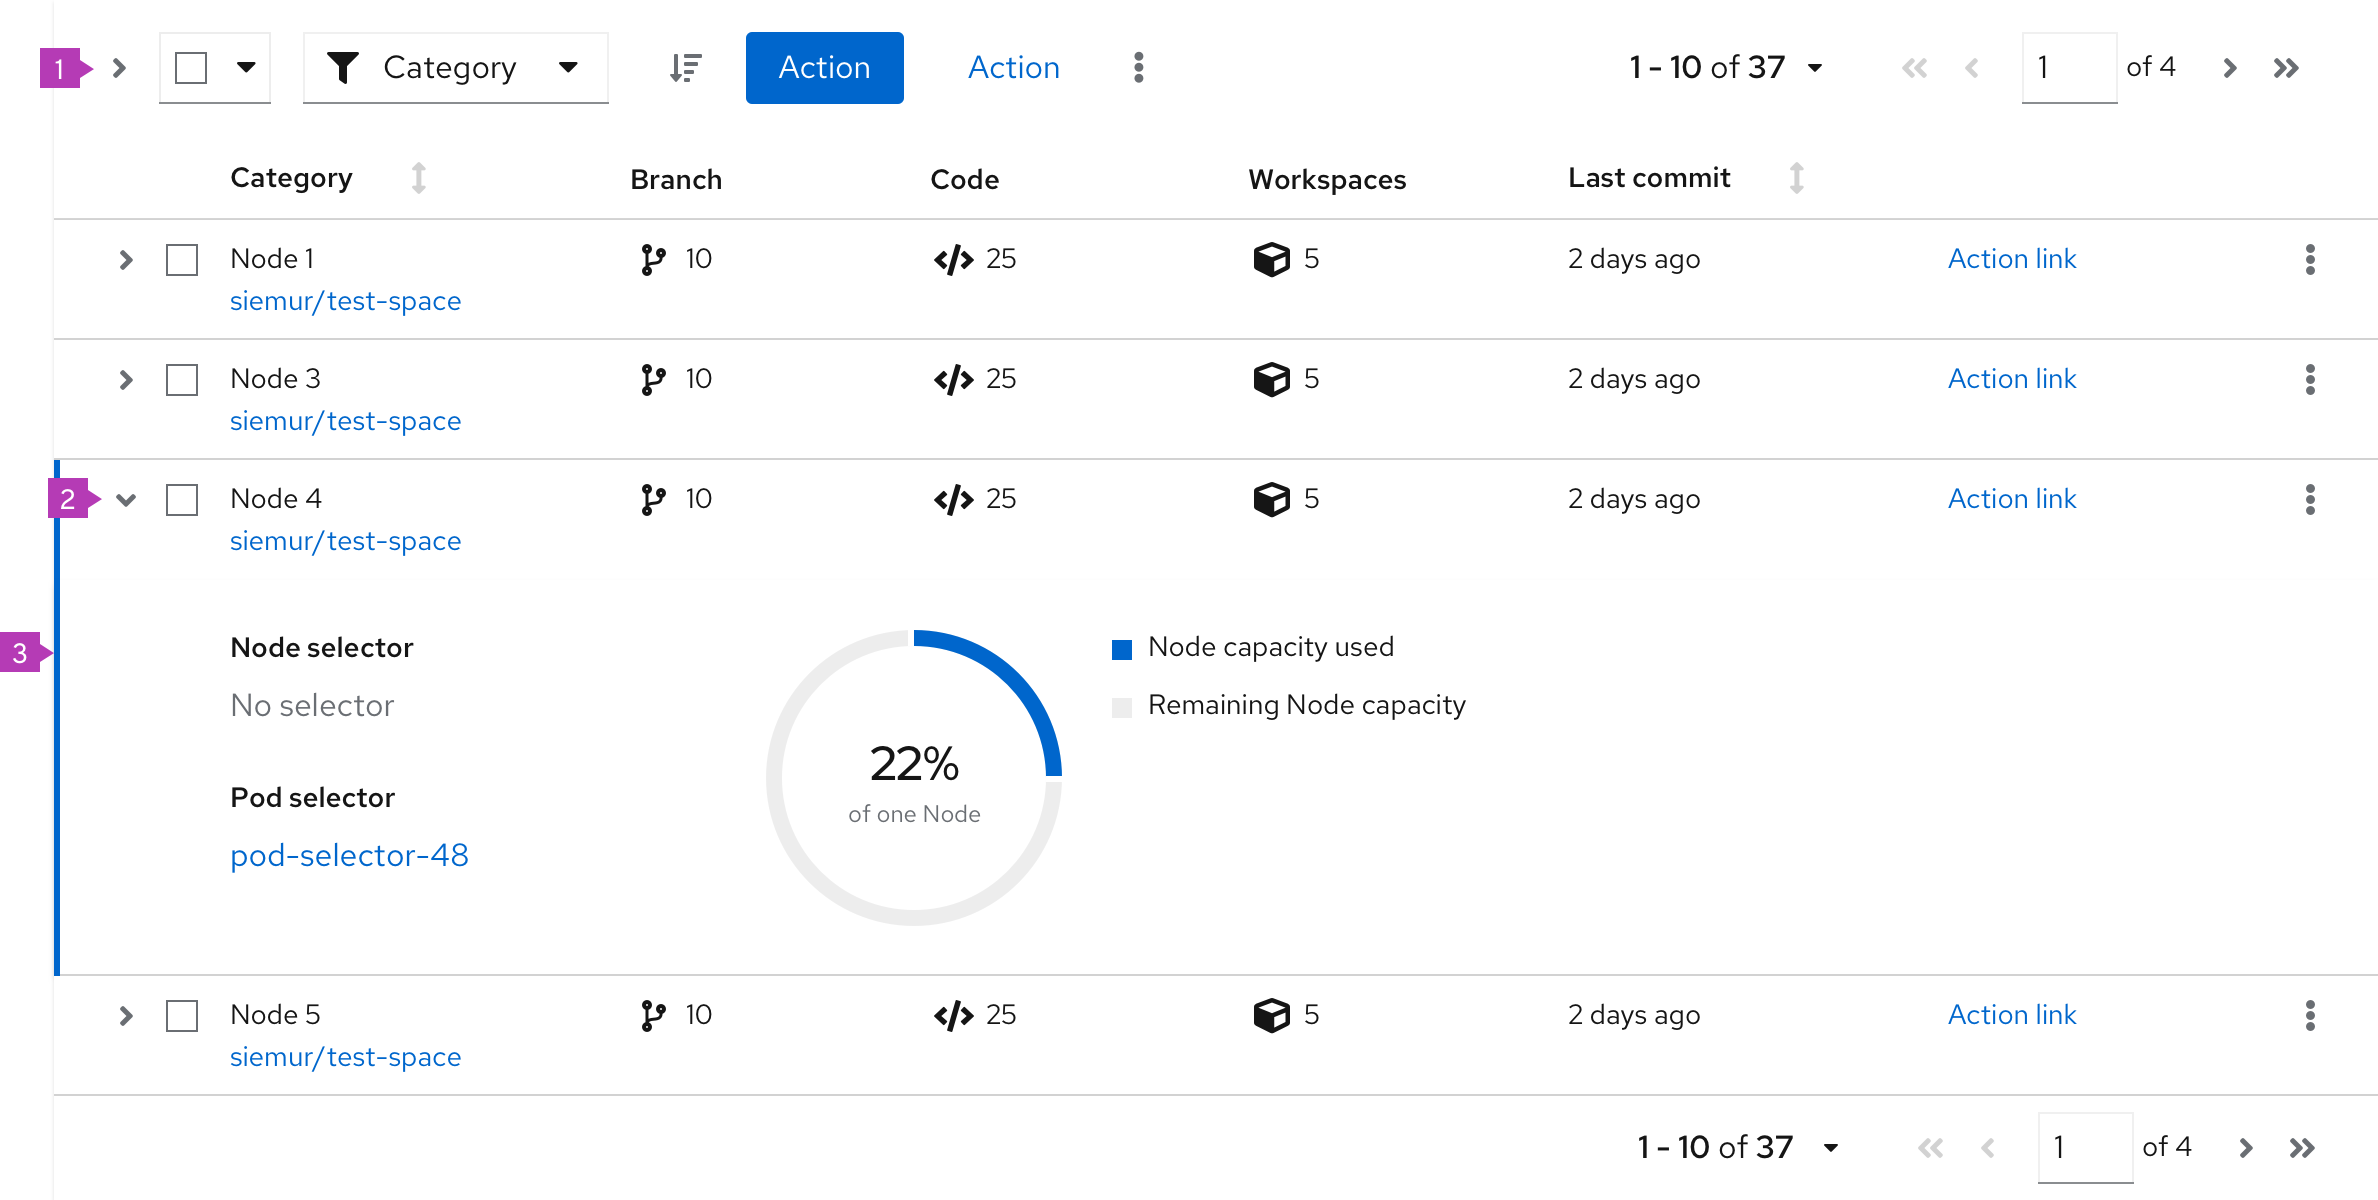 1
Category
Action
Action
1 - 10 of 37
1
of 4
Category
Branch
Code
Workspaces
Last commit
Node 1
10
25
5
2 days ago
Action link
siemur/test-space
Node 3
10
25
5
2 days ago
Action link
siemur/test-space
2
Node 4
10
25
5
2 days ago
Action link
siemur/test-space
3
Node selector
No selector
Pod selector
pod-selector-48
22%
of one Node
Node capacity used
Remaining Node capacity
Node 5
10
25
5
2 days ago
Action link
siemur/test-space
1 - 10 of 37
1
of 4